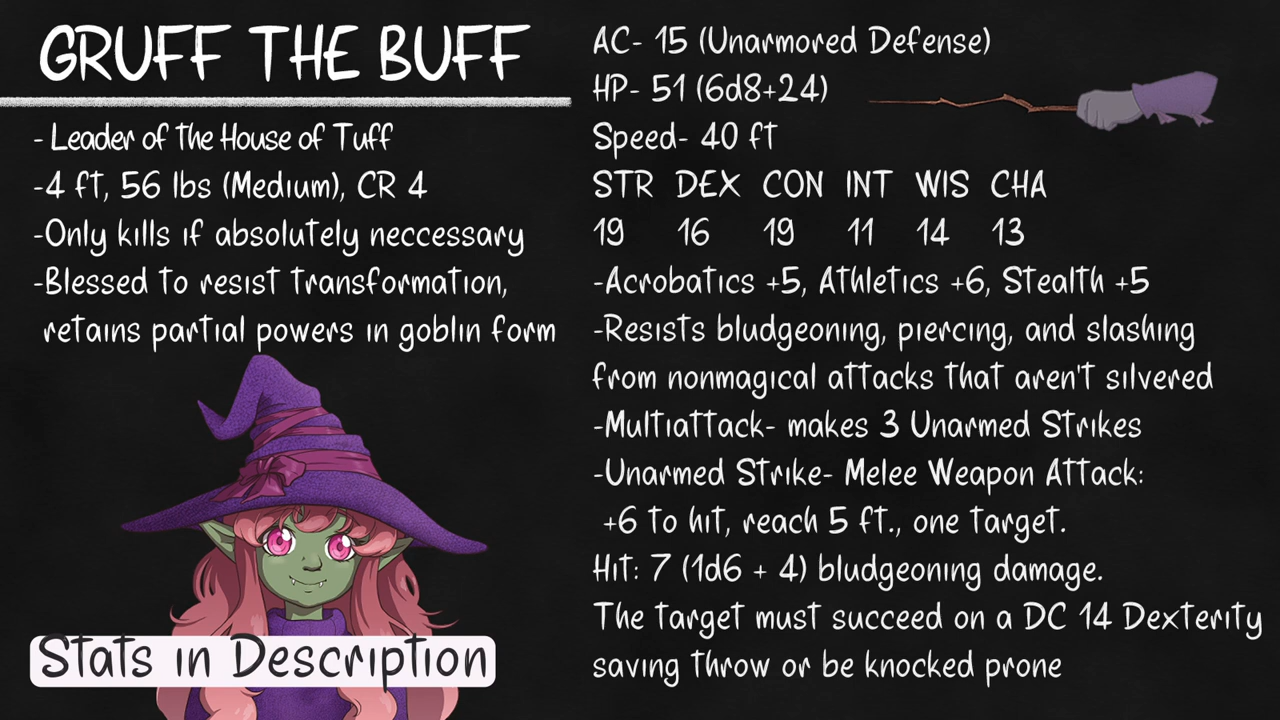 GRUFF THE BUFF
- Leader of the House of Tuff
-4 ft, 56 lbs (Medium), CR 4
-Only kills if absolutely neccessary
-Blessed to resist transformation,
retains partial powers in goblin form
Stats in Description
AC- 15 (Unarmored Defense)
HP- 51 (6d8+24)
Speed- 40 ft
STR DEX CON INT WIS CHA
19 16 19 11 14 13
-Acrobatics +5, Athletics +6, Stealth +5
-Resists bludgeoning, piercing, and slashing
from nonmagical attacks that aren't silvered
-Multiattack- makes 3 Unarmed Strikes
-Unarmed Strike- Melee Weapon Attack:
+6 to hit, reach 5 ft., one target.
Hit: 7 (1d6 + 4) bludgeoning damage.
The target must succeed on a DC 14 Dexterity
saving throw or be knocked prone